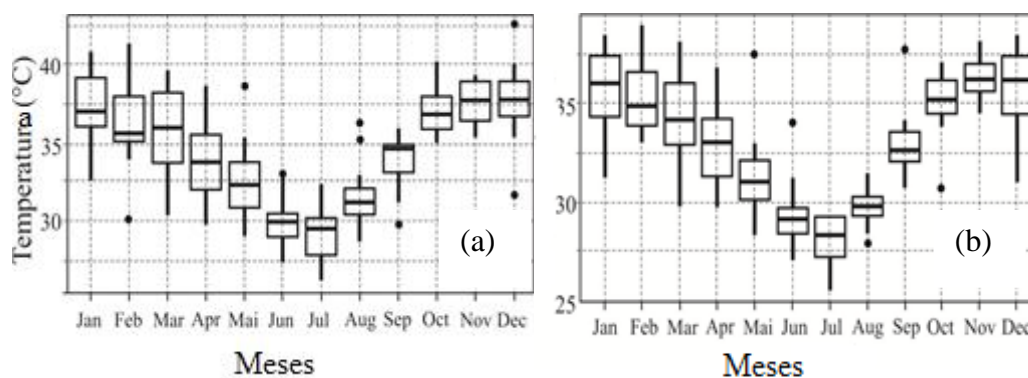 Temperatura (°C)
40
35
30
(a)
Jan Feb Mar Apr Mai Jun Jul Aug Sep Oct Nov Dec
Meses
35
30
25
(b)
Jan Feb Mar Apr Mai Jun Jul Aug Sep Oct Nov Dec
Meses